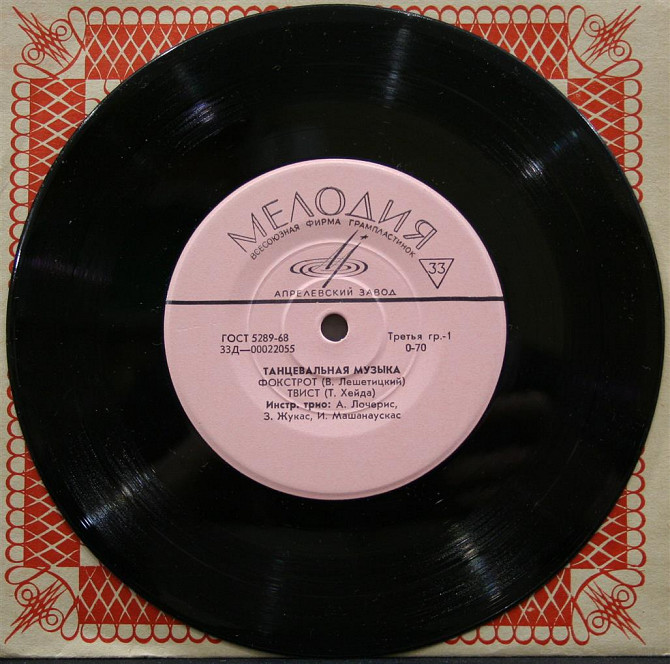 МЕЛОДИЯ
ВСЕСОЮЗНАЯ ФИРМА ГРАМПЛАСТИНОК
33
АПРЕЛЕВСКИЙ ЗАВОД
ГОСТ 5289-68 Третья гр.-1
33Д—00022055 0-70
ТАНЦЕВАЛЬНАЯ МУЗЫКА
ФОКСТРОТ (В. Лешетицкий)
ТВИСТ (Т. Хейда)
Инстр. трио: А. Лочерис,
З. Жукас, И. Машанаускас